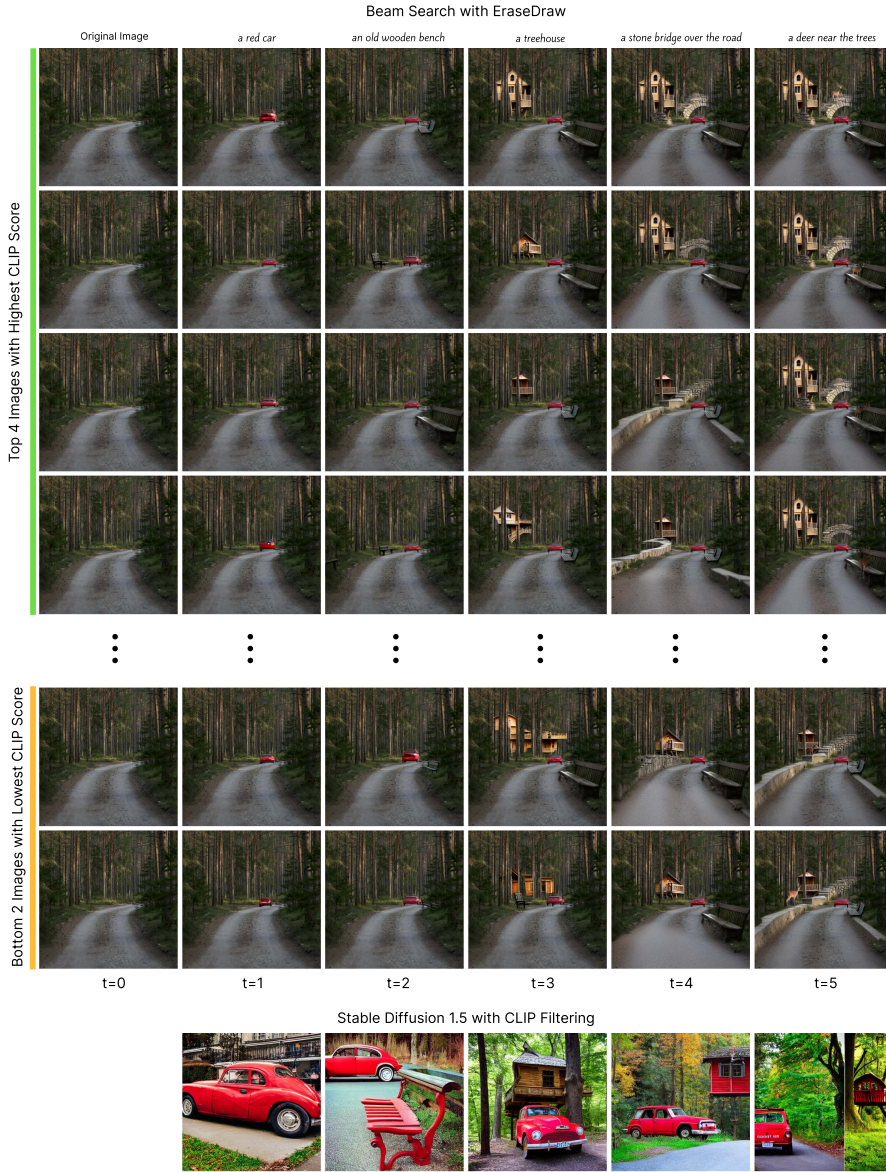 Beam Search with EraseDraw
Original Image
a red car
an old wooden bench
a treehouse
a stone bridge over the road
a deer near the trees
Top 4 Images with Highest CLIP Score
Bottom 2 Images with Lowest CLIP Score
t=0
t=1
t=2
t=3
t=4
t=5
Stable Diffusion 1.5 with CLIP Filtering